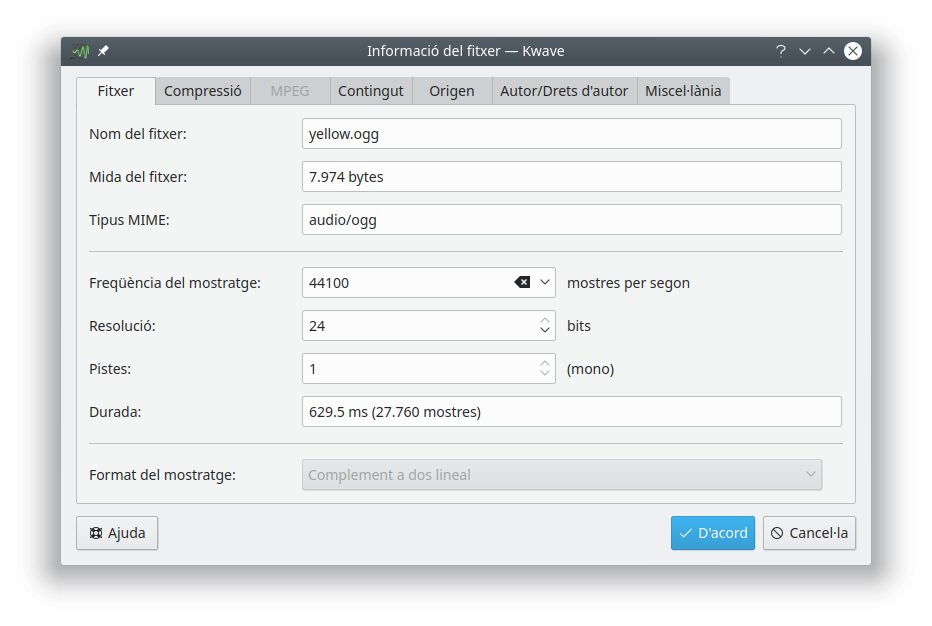 Informació del fitxer — Kwave
Fitxer Compressió MPEG Contingut Origen Autor/Drets d'autor Miscel·lània
Nom del fitxer: yellow.ogg
Mida del fitxer: 7.974 bytes
Tipus MIME: audio/ogg
Freqüència del mostratge: 44100 mostres per segon
Resolució: 24 bits
Pistes: 1 (mono)
Durada: 629.5 ms (27.760 mostres)
Format del mostratge: Complement a dos lineal
Ajuda D'acord Cancel·la